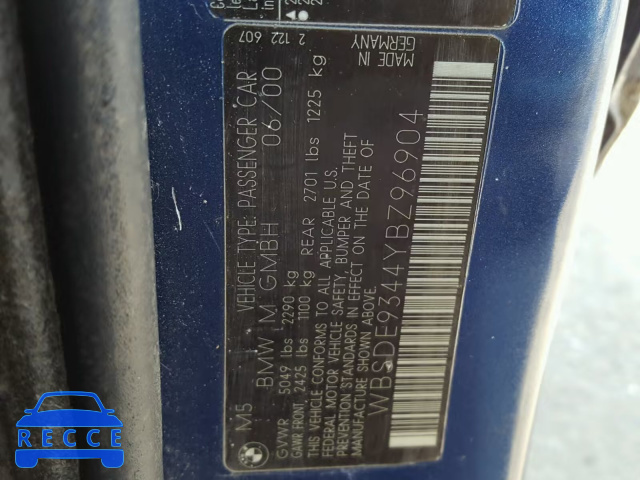 2 122 607
MADE IN
GERMANY
M5 VEHICLE TYPE: PASSENGER CAR
BMW M GMBH 06/00
GVWR 5049 lbs 2290 kg
GAWR FRONT 2425 lbs 1100 kg REAR 2701 lbs 1225 kg
THIS VEHICLE CONFORMS TO ALL APPLICABLE U.S.
FEDERAL MOTOR VEHICLE SAFETY, BUMPER AND THEFT
PREVENTION STANDARDS IN EFFECT ON THE DATE OF
MANUFACTURE SHOWN ABOVE.
WBSDE9344YBZ96904
RECCE